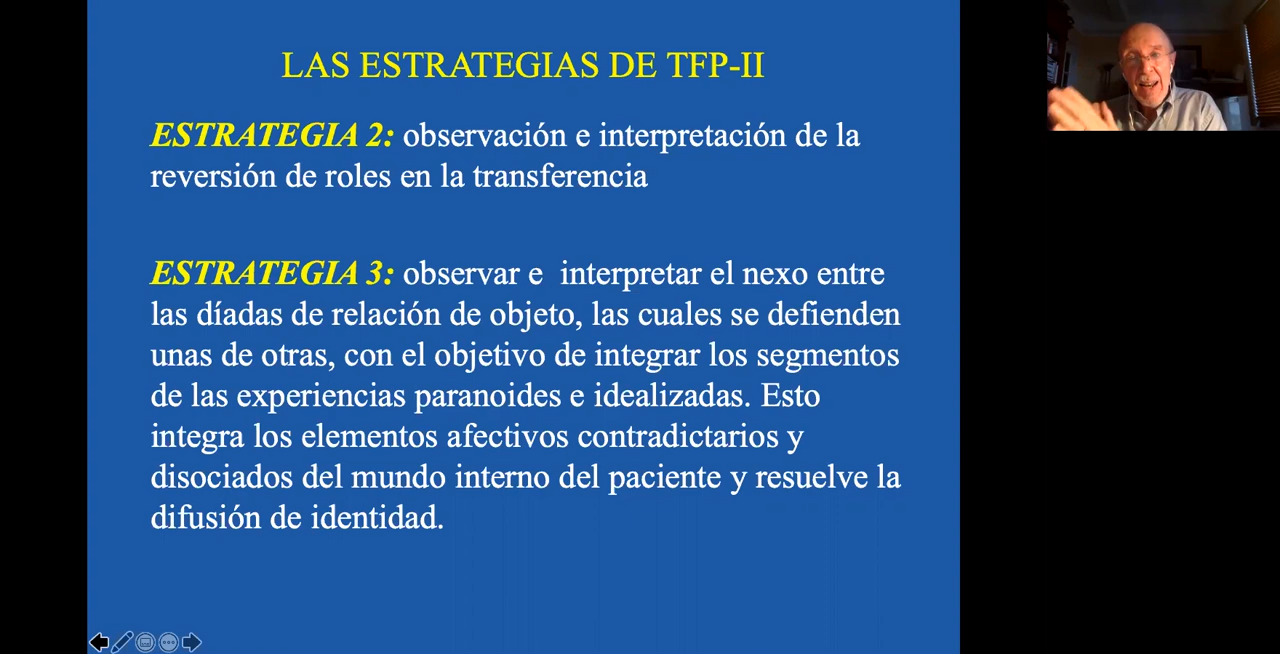 LAS ESTRATEGIAS DE TFP-II
ESTRATEGIA 2: observación e interpretación de la
reversión de roles en la transferencia
ESTRATEGIA 3: observar e  interpretar el nexo entre
las díadas de relación de objeto, las cuales se defienden
unas de otras, con el objetivo de integrar los segmentos
de las experiencias paranoides e idealizadas. Esto
integra los elementos afectivos contradictarios y
disociados del mundo interno del paciente y resuelve la
difusión de identidad.